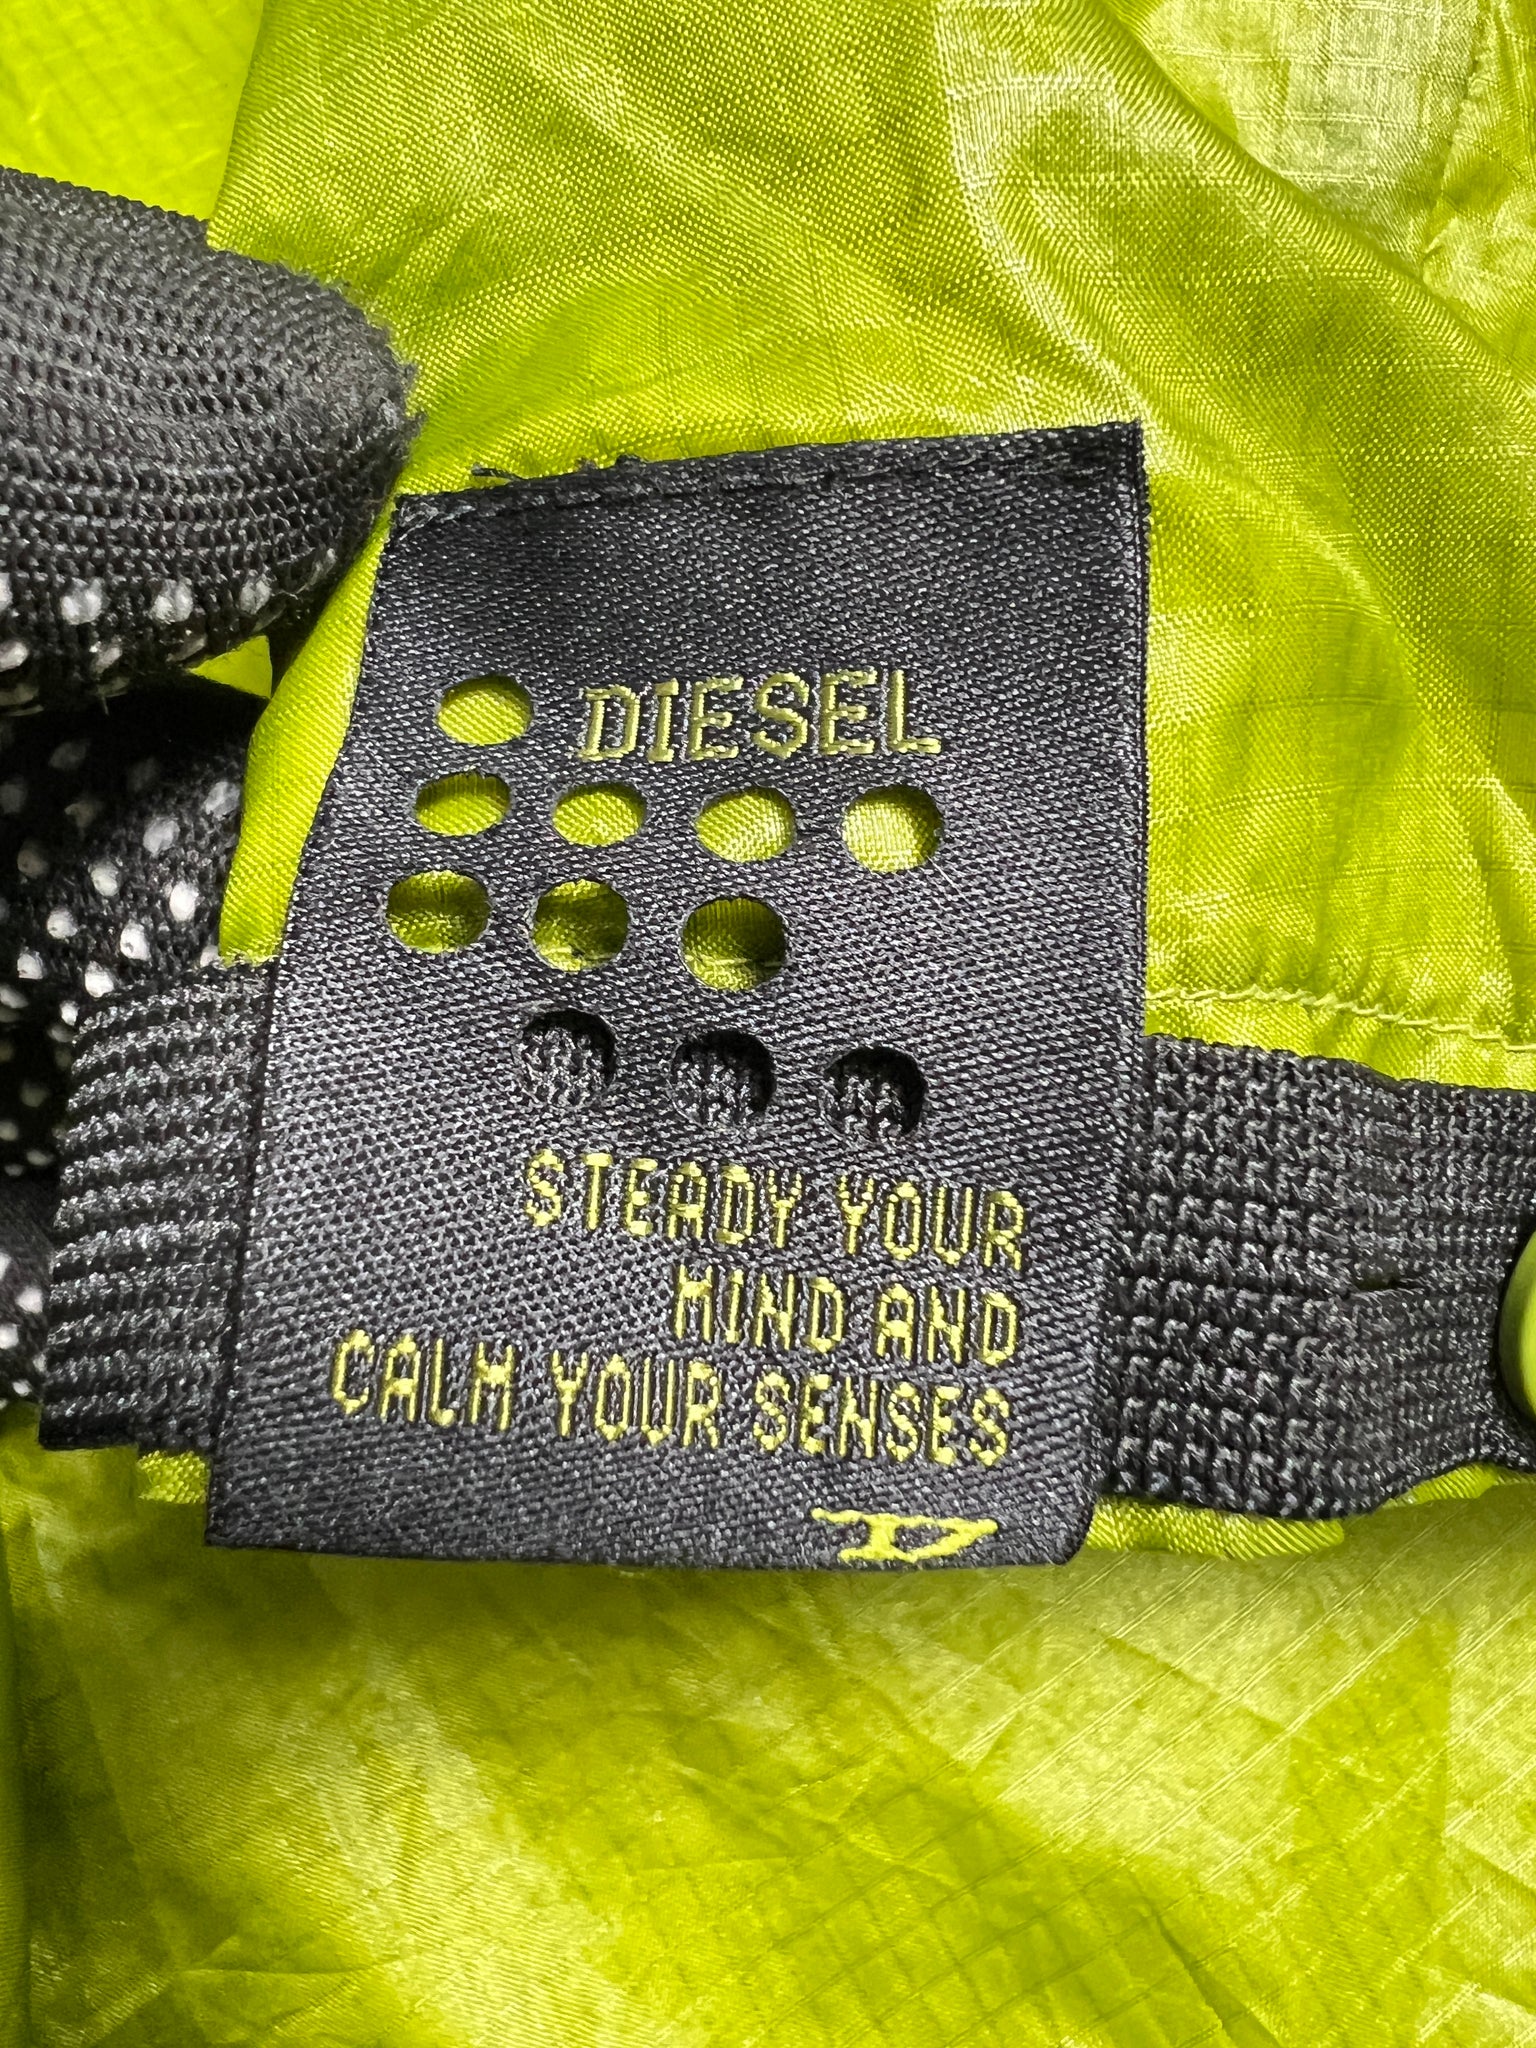 DIESEL
STEADY YOUR
MIND AND
CALM YOUR SENSES
D